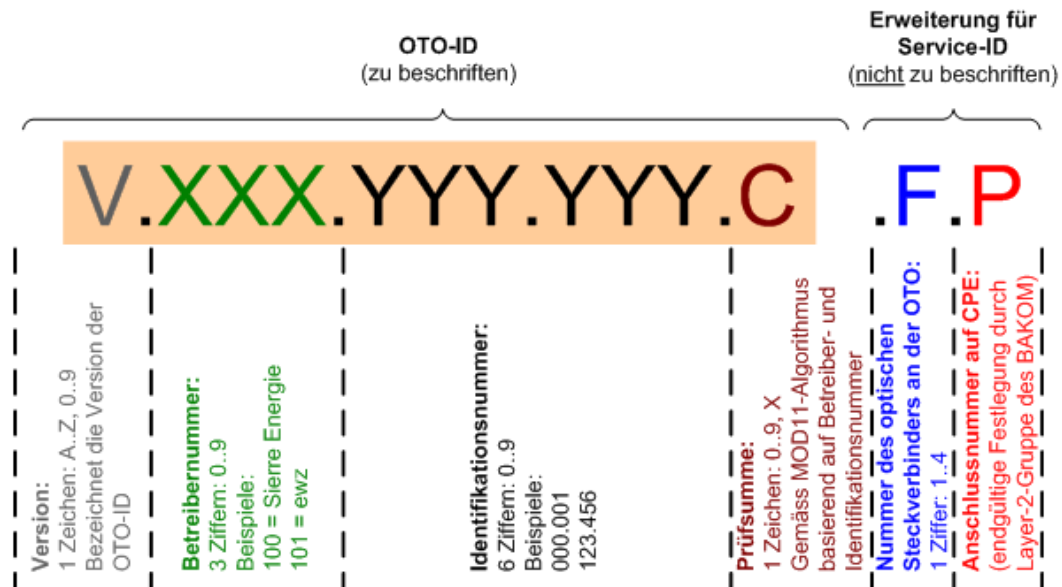 OTO-ID
(zu beschriften)
Erweiterung für
Service-ID
(nicht zu beschriften)
V.XXX.YYY.YYY.C .F.P
Version:
1 Zeichen: A..Z, 0..9
Bezeichnet die Version der
OTO-ID
Betreibernummer:
3 Ziffern: 0..9
Beispiele:
100 = Sierre Energie
101 = ewz
Identifikationsnummer:
6 Ziffern: 0..9
Beispiele:
000.001
123.456
Prüfsumme:
1 Zeichen: 0..9, X
Gemäss MOD11-Algorithmus
basierend auf Betreiber- und
Identifikationsnummer
Nummer des optischen
Steckverbinders an der OTO:
1 Ziffer: 1..4
Anschlussnummer auf CPE:
(endgültige Festlegung durch
Layer-2-Gruppe des BAKOM)